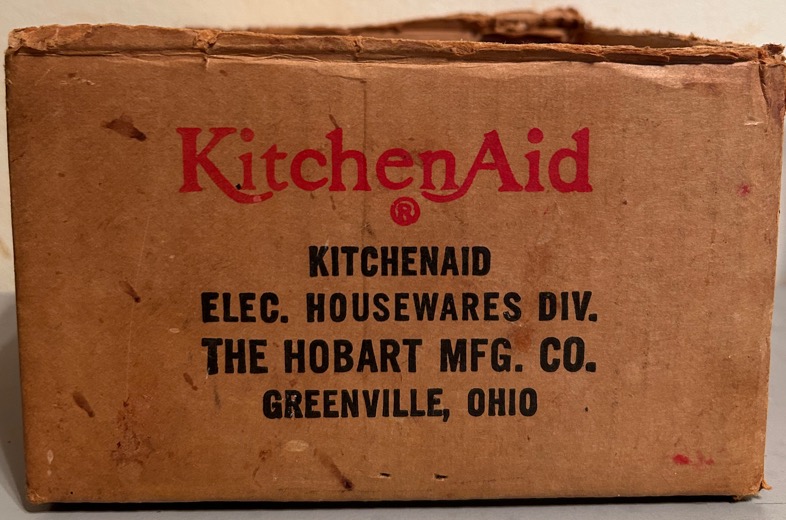 KitchenAid
®
KITCHENAID
ELEC. HOUSEWARES DIV.
THE HOBART MFG. CO.
GREENVILLE, OHIO